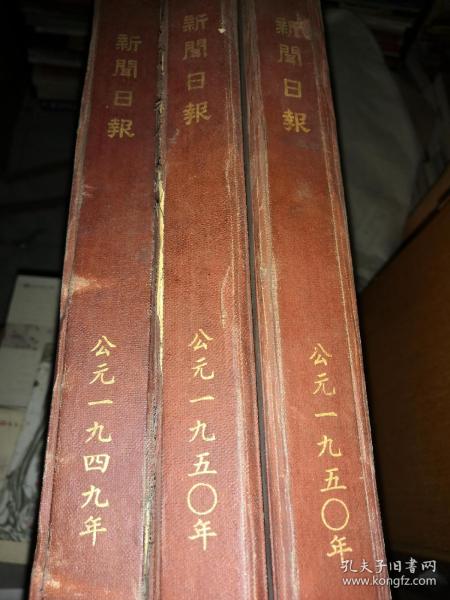 新聞日報
公元一九四九年
新聞日報
公元一九五〇年
新聞日報
公元一九五〇年
孔夫子旧书网
www.kongfz.com